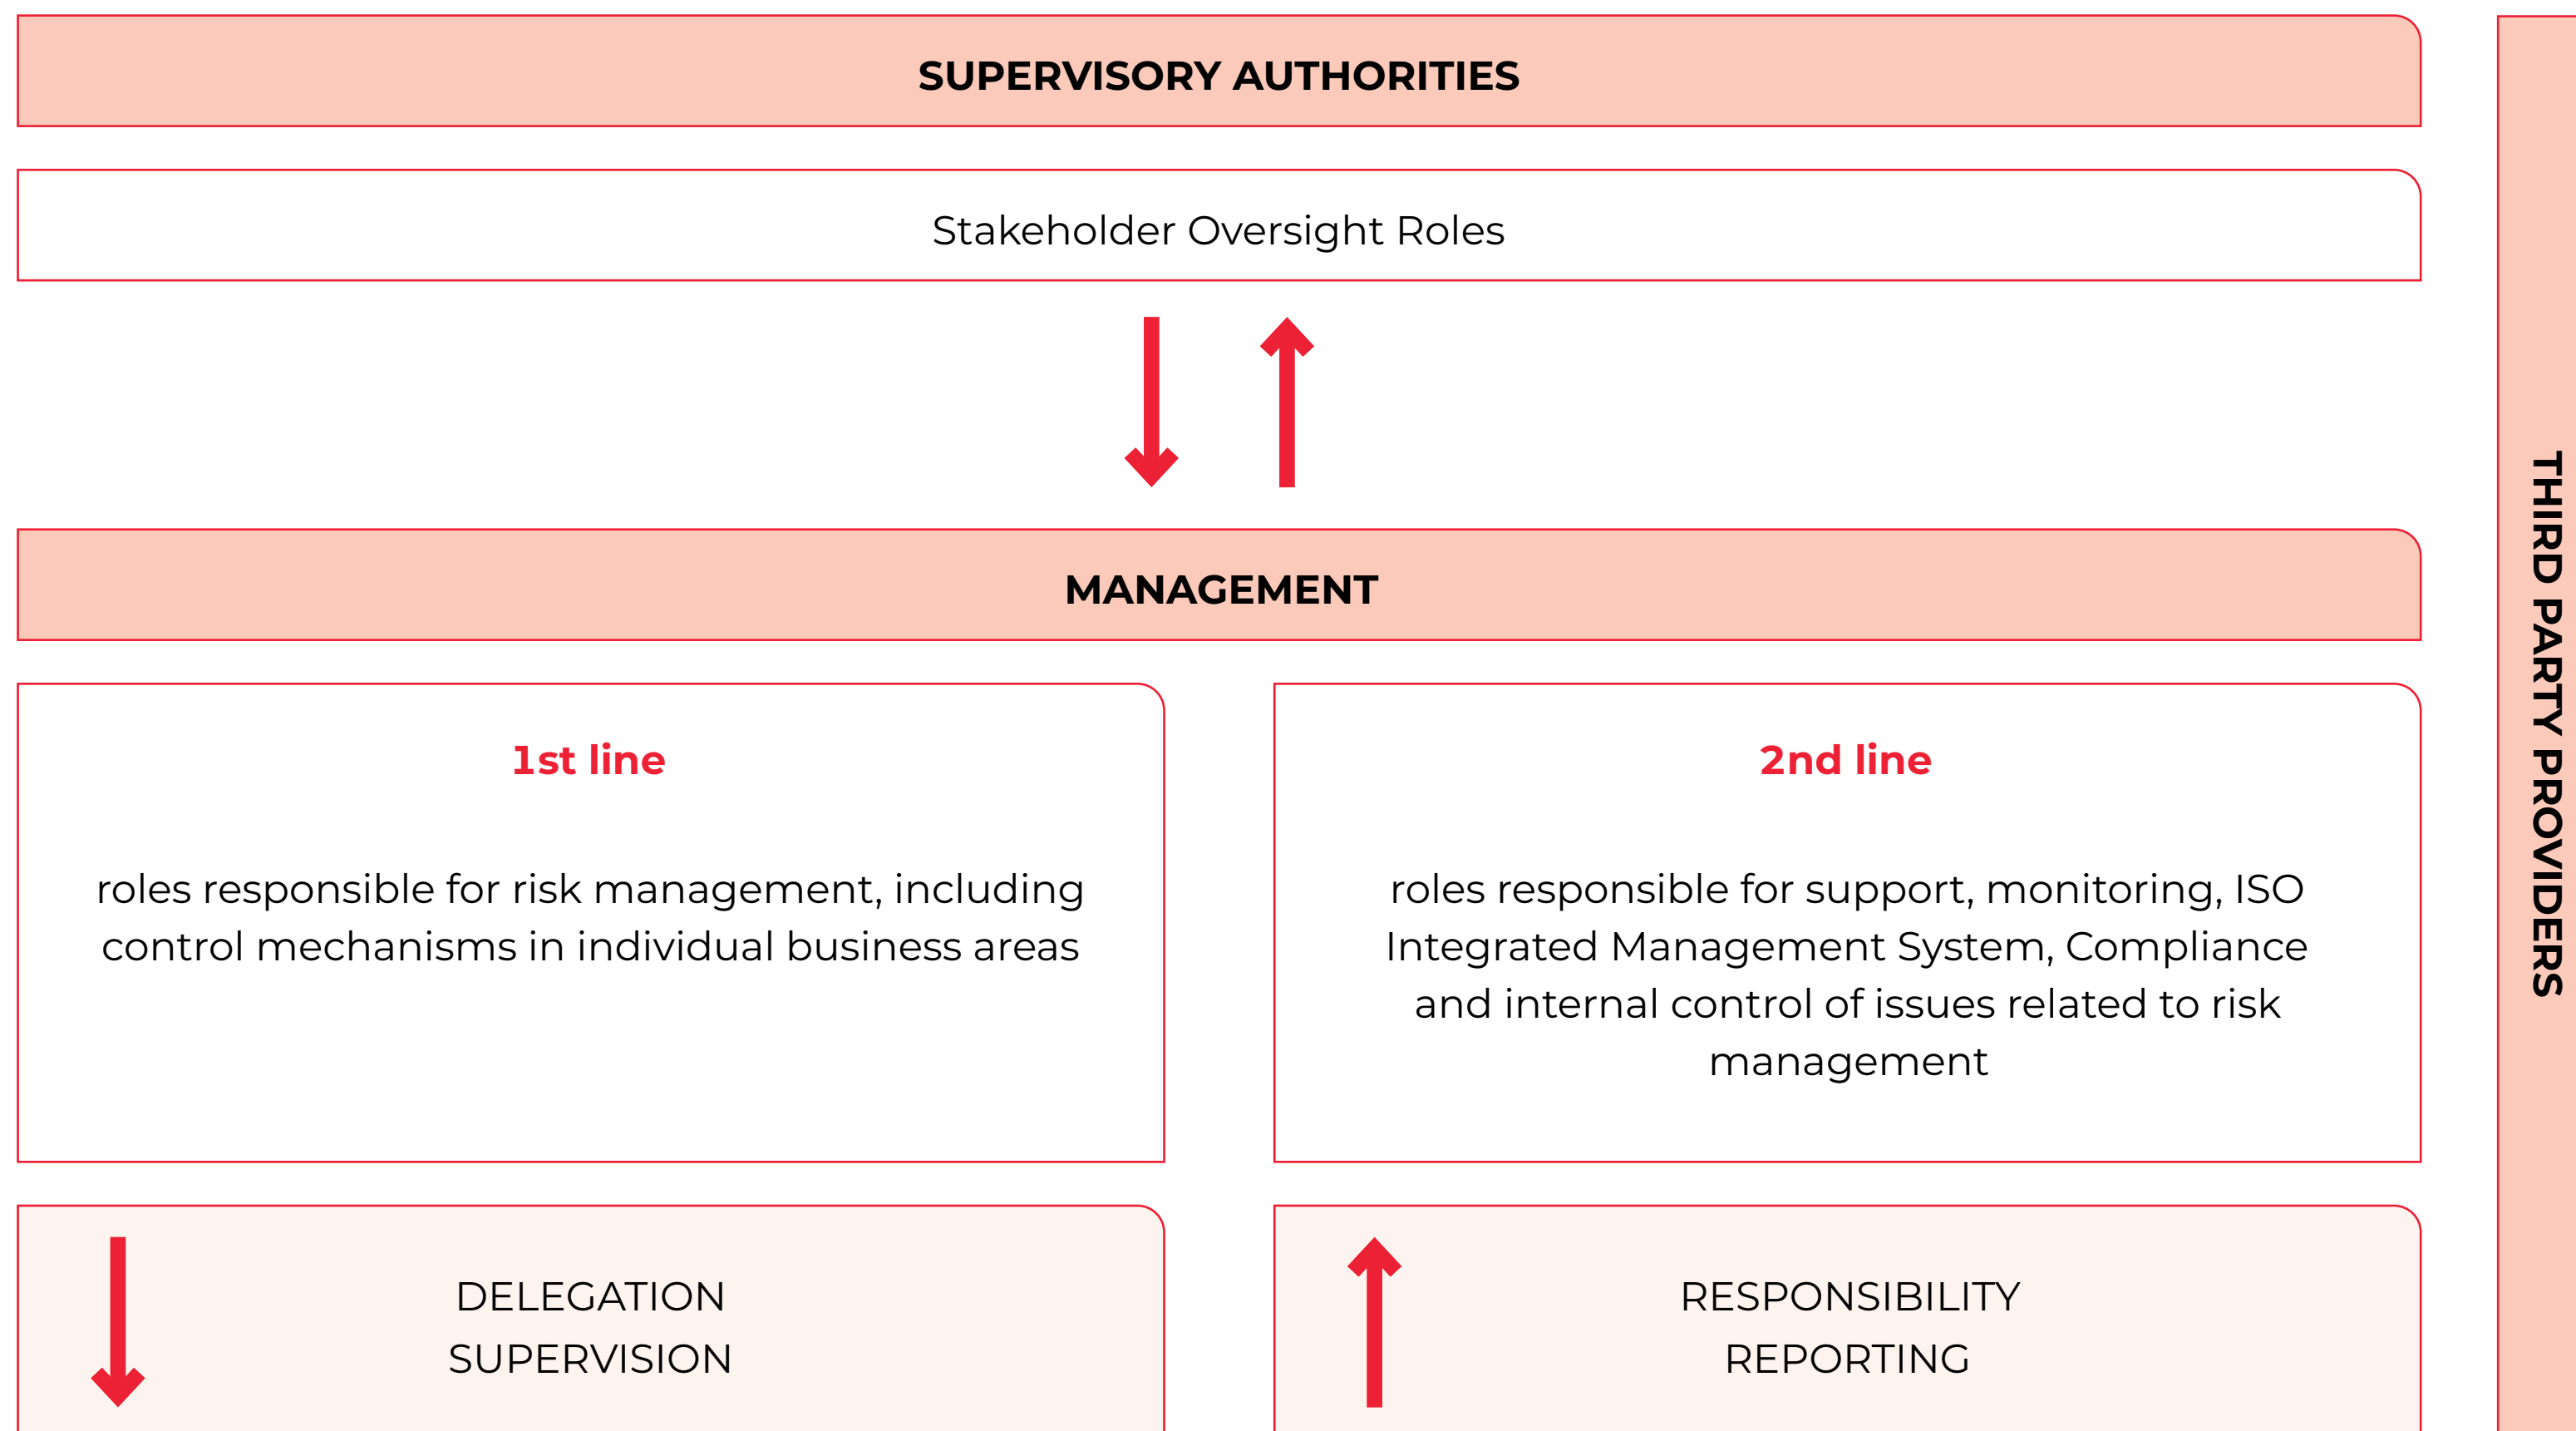 SUPERVISORY AUTHORITIES
Stakeholder Oversight Roles
MANAGEMENT
1st line
roles responsible for risk management, including
control mechanisms in individual business areas
2nd line
roles responsible for support, monitoring, ISO
Integrated Management System, Compliance
and internal control of issues related to risk
management
DELEGATION
SUPERVISION
RESPONSIBILITY
REPORTING
THIRD PARTY PROVIDERS